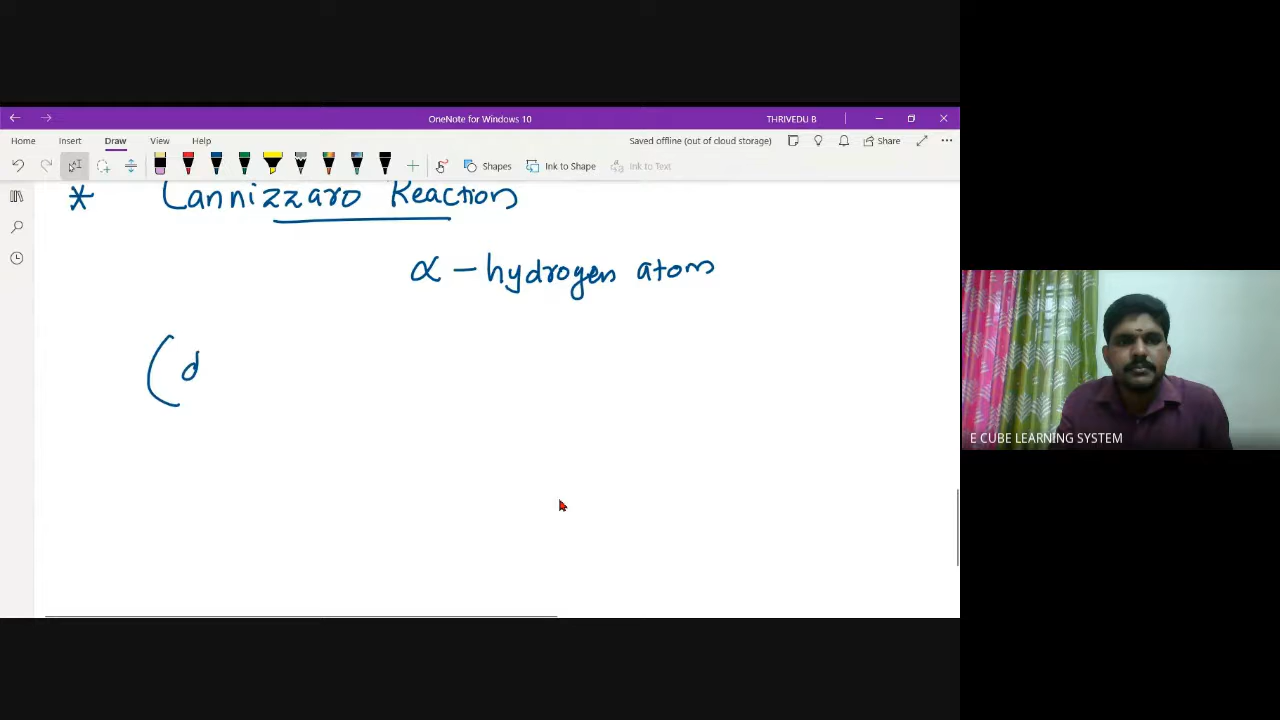 OneNote for Windows 10
THRIVEDU B
Home Insert Draw View Help
Saved offline (out of cloud storage)
Share
Shapes
Ink to Shape
Ink to Text
* Cannizzaro Reaction
α - hydrogen atom
(d
E CUBE LEARNING SYSTEM